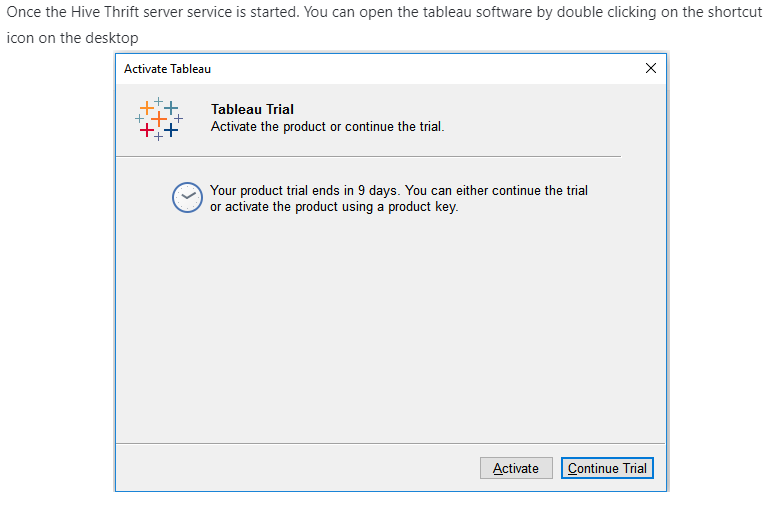 Once the Hive Thrift server service is started. You can open the tableau software by double clicking on the shortcut
icon on the desktop
Activate Tableau
Tableau Trial
Activate the product or continue the trial.
Your product trial ends in 9 days. You can either continue the trial
or activate the product using a product key.
Activate
Continue Trial